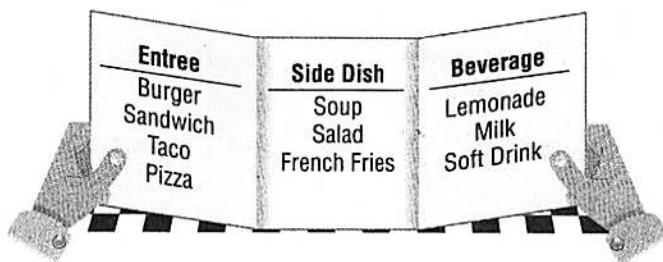 Entree
Burger
Sandwich
Taco
Pizza
Side Dish
Soup
Salad
French Fries
Beverage
Lemonade
Milk
Soft Drink